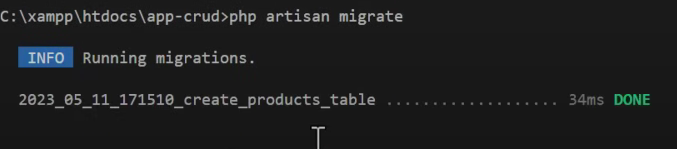 C:\xampp\htdocs\app-crud>php artisan migrate
INFO Running migrations.
2023_05_11_171510_create_products_table ................... 34ms DONE